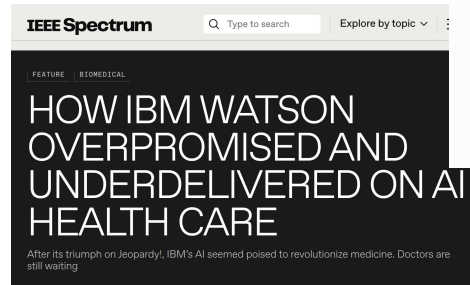 IEEE Spectrum
Type to search
Explore by topic
FEATURE
BIOMEDICAL
HOW IBM WATSON
OVERPROMISED AND
UNDERDELIVERED ON AI
HEALTH CARE
After its triumph on Jeopardy!, IBM's AI seemed poised to revolutionize medicine. Doctors are
still waiting